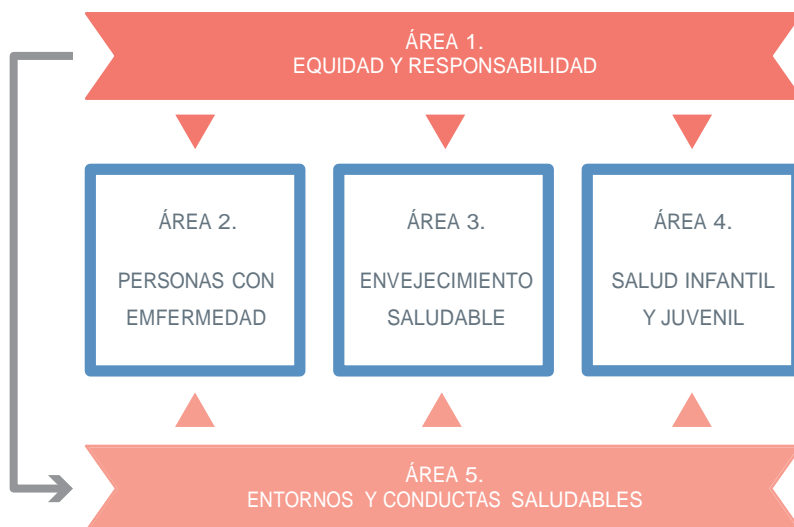 ÁREA 1.
EQUIDAD Y RESPONSABILIDAD
ÁREA 2.
PERSONAS CON
EMFERMEDAD
ÁREA 3.
ENVEJECIMIENTO
SALUDABLE
ÁREA 4.
SALUD INFANTIL
Y JUVENIL
ÁREA 5.
ENTORNOS Y CONDUCTAS SALUDABLES